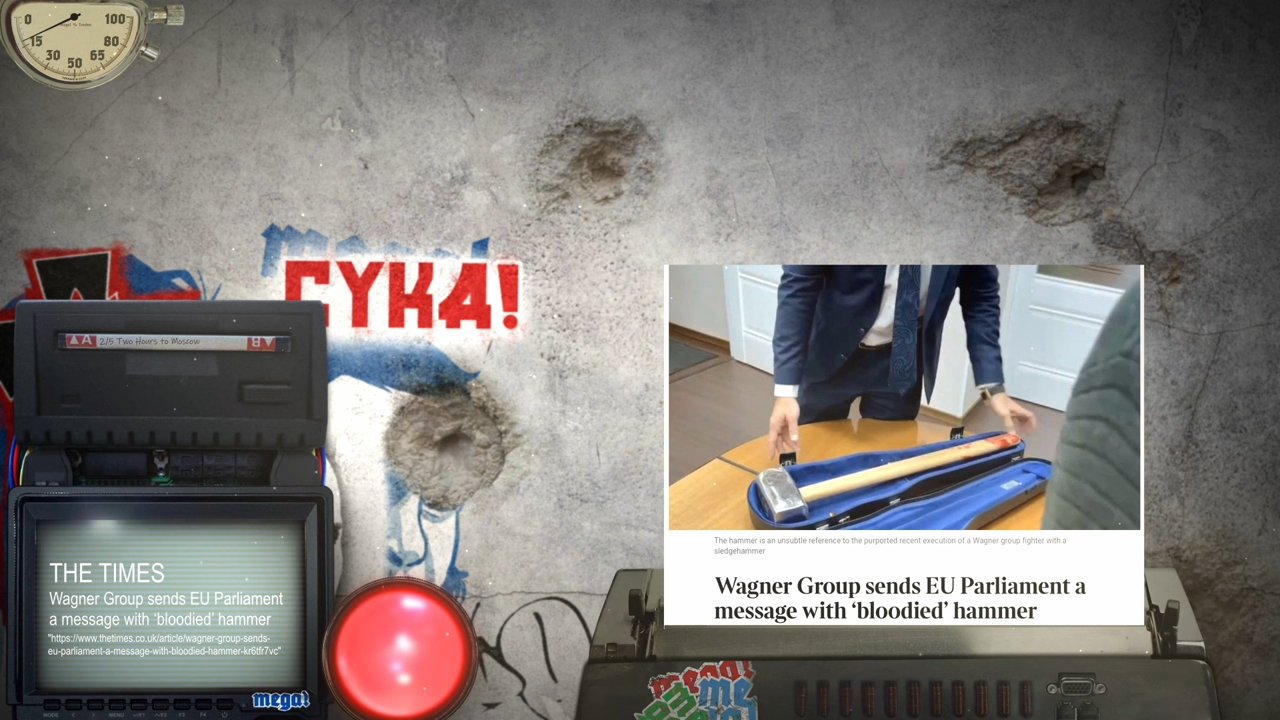 0 100
15 80
30 65
50
mega!
СУКА!
▲▲A 2/5 Two Hours to Moscow B▼▼
THE TIMES
Wagner Group sends EU Parliament
a message with ‘bloodied’ hammer
"https://www.thetimes.co.uk/article/wagner-group-sends-
eu-parliament-a-message-with-bloodied-hammer-kr6tfr7vc"
mega!
The hammer is an unsubtle reference to the purported recent execution of a Wagner group fighter with a
sledgehammer
Wagner Group sends EU Parliament a
message with ‘bloodied’ hammer
mega!
me